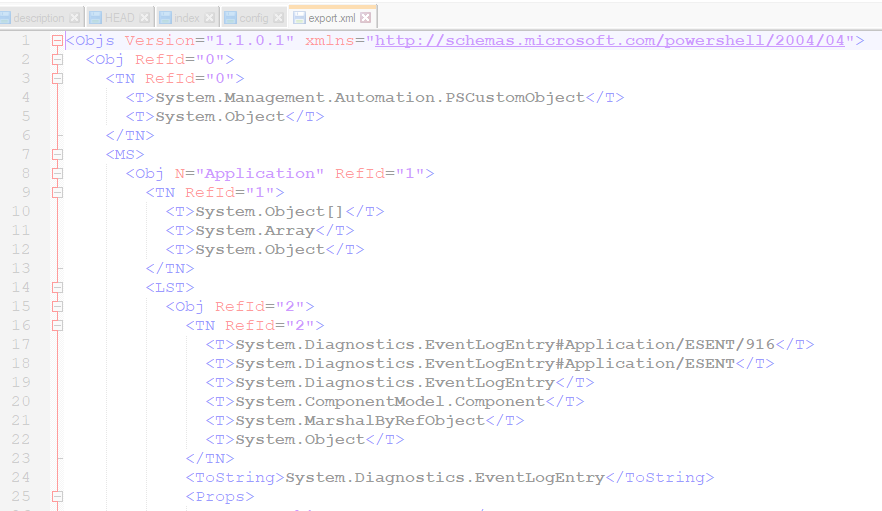 description HEAD index config export.xml
1 <Objs Version="1.1.0.1" xmlns="http://schemas.microsoft.com/powershell/2004/04">
2 <Obj RefId="0">
3 <TN RefId="0">
4 <T>System.Management.Automation.PSCustomObject</T>
5 <T>System.Object</T>
6 </TN>
7 <MS>
8 <Obj N="Application" RefId="1">
9 <TN RefId="1">
10 <T>System.Object[]</T>
11 <T>System.Array</T>
12 <T>System.Object</T>
13 </TN>
14 <LST>
15 <Obj RefId="2">
16 <TN RefId="2">
17 <T>System.Diagnostics.EventLogEntry#Application/ESENT/916</T>
18 <T>System.Diagnostics.EventLogEntry#Application/ESENT</T>
19 <T>System.Diagnostics.EventLogEntry</T>
20 <T>System.ComponentModel.Component</T>
21 <T>System.MarshalByRefObject</T>
22 <T>System.Object</T>
23 </TN>
24 <ToString>System.Diagnostics.EventLogEntry</ToString>
25 <Props>